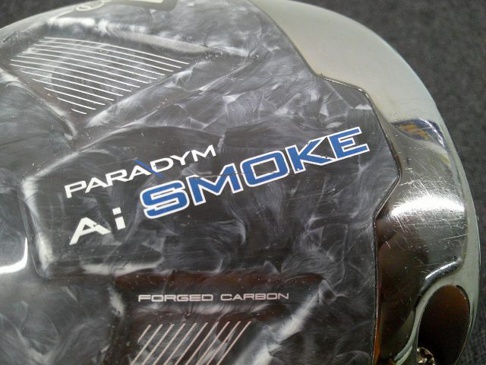 PARADYM
Ai SMOKE
FORGED CARBON